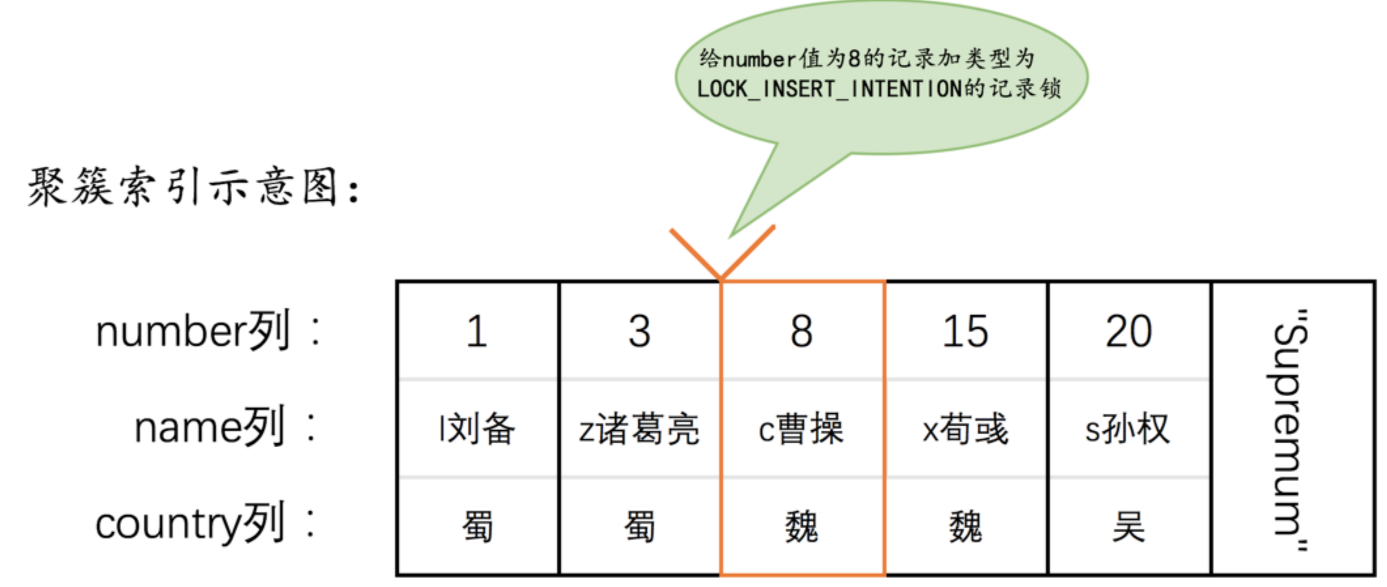 给number值为8的记录加类型为
LOCK_INSERT_INTENTION的记录锁
聚簇索引示意图：
number列： 1 3 8 15 20 "Supremum"
name列： l刘备 z诸葛亮 c曹操 x荀彧 s孙权
country列： 蜀 蜀 魏 魏 吴